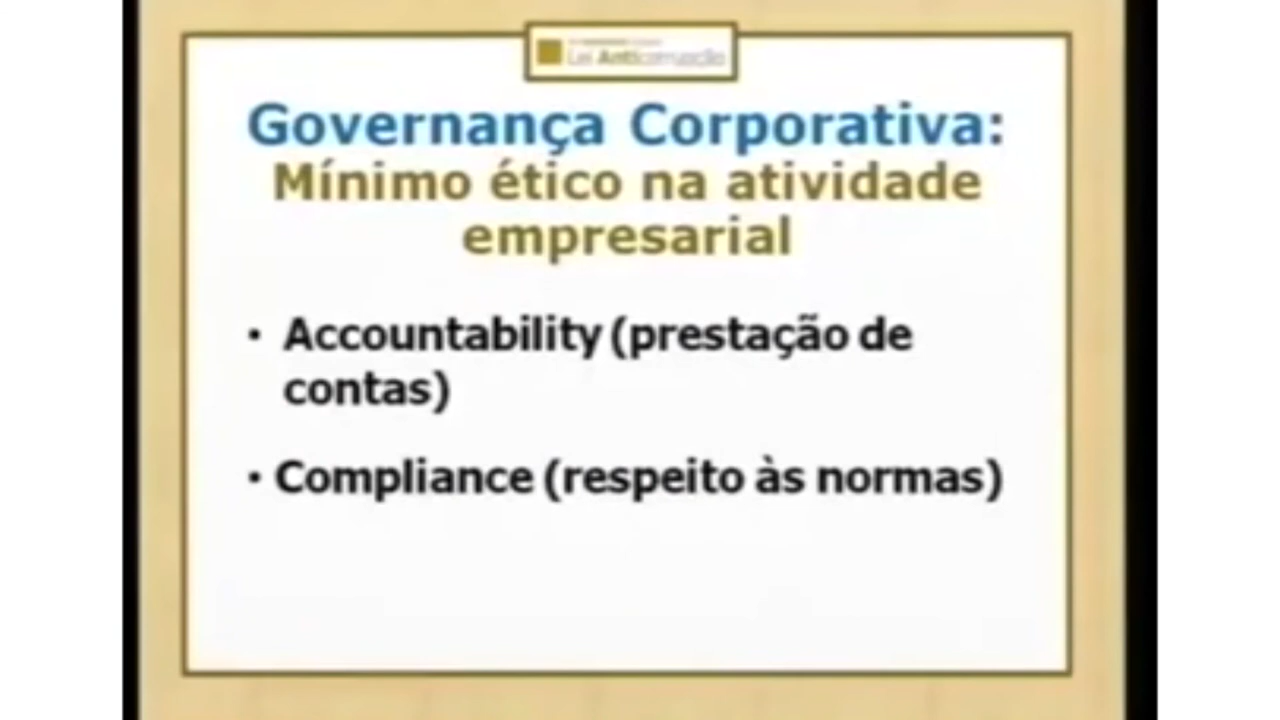 Lei Anticorrupção
Governança Corporativa:
Mínimo ético na atividade
empresarial
• Accountability (prestação de
contas)
• Compliance (respeito às normas)